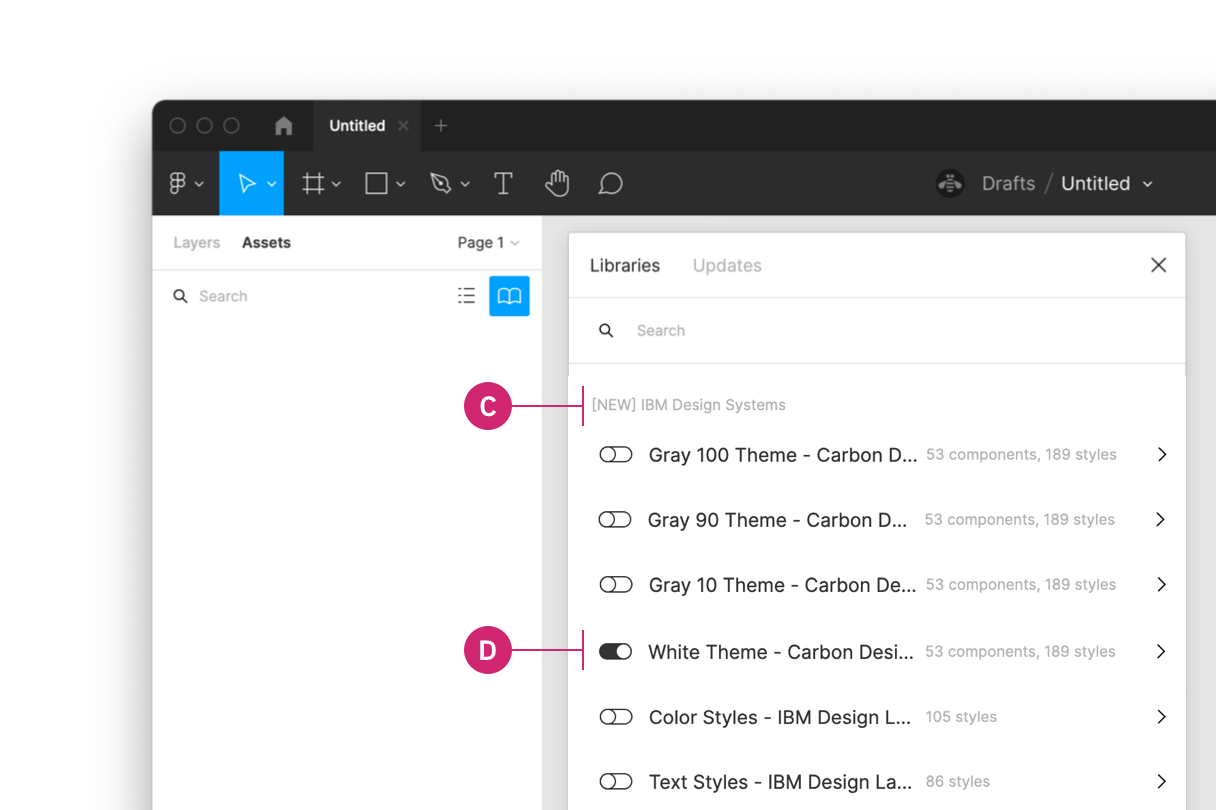 Untitled
Drafts / Untitled
Layers Assets Page 1
Search
Libraries Updates
Search
C
[NEW] IBM Design Systems
Gray 100 Theme - Carbon D... 53 components, 189 styles
Gray 90 Theme - Carbon D... 53 components, 189 styles
Gray 10 Theme - Carbon De... 53 components, 189 styles
D
White Theme - Carbon Desi... 53 components, 189 styles
Color Styles - IBM Design L... 105 styles
Text Styles - IBM Design La... 86 styles